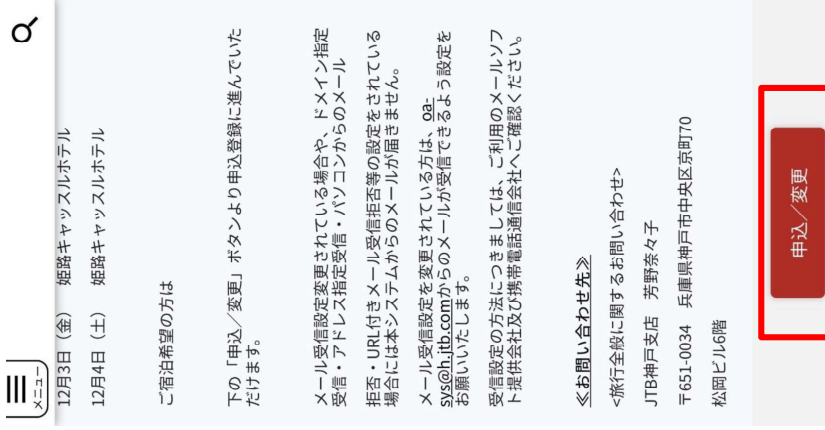 メニュー
12月3日（金） 姫路キャッスルホテル
12月4日（土） 姫路キャッスルホテル
ご宿泊希望の方は
下の「申込／変更」ボタンより申込登録に進んでいた
だけます。
メール受信設定変更されている場合や、ドメイン指定
受信・アドレス指定受信・パソコンからのメール
拒否・URL付きメール受信拒否等の設定をされている
場合には本システムからのメールが届きません。
メール受信設定を変更されている方は、oa-
sys@h.jtb.comからのメールが受信できるよう設定を
お願いいたします。
受信設定の方法につきましては、ご利用のメールソフ
ト提供会社及び携帯電話通信会社へご確認ください。
≪お問い合わせ先≫
<旅行全般に関するお問い合わせ>
JTB神戸支店 芳野奈々子
〒651-0034 兵庫県神戸市中央区京町70
松岡ビル6階
申込／変更